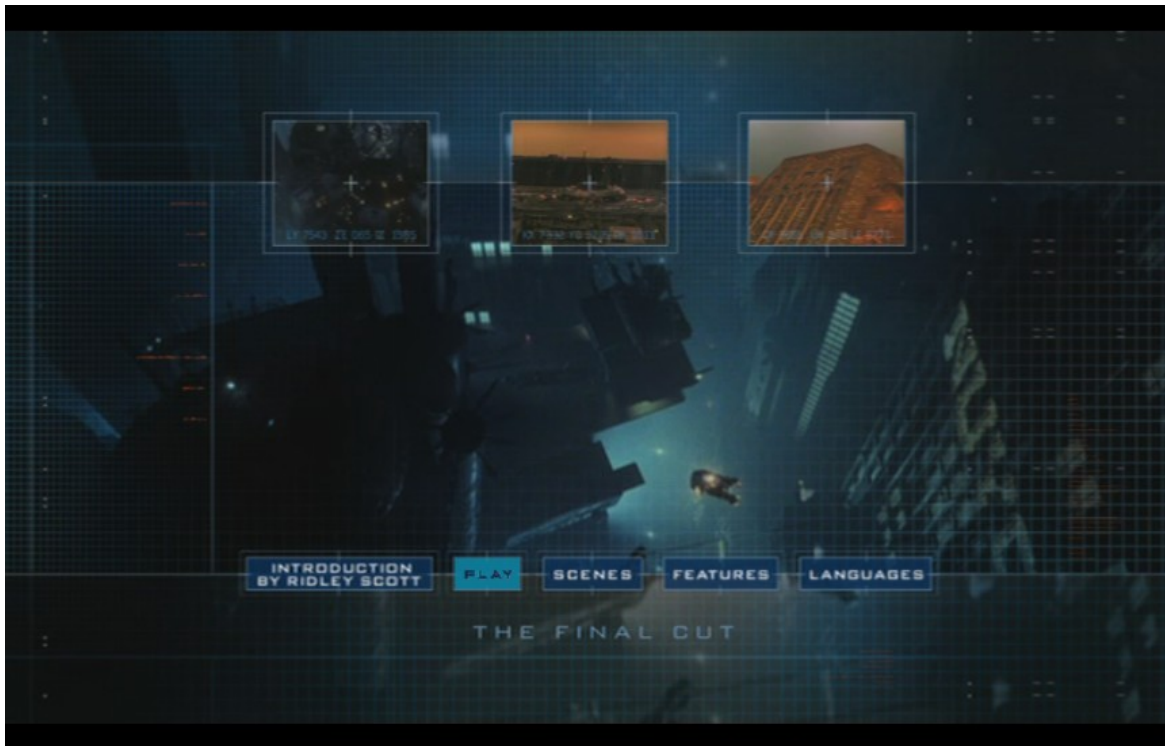 INTRODUCTION
BY RIDLEY SCOTT
PLAY
SCENES
FEATURES
LANGUAGES
THE FINAL CUT